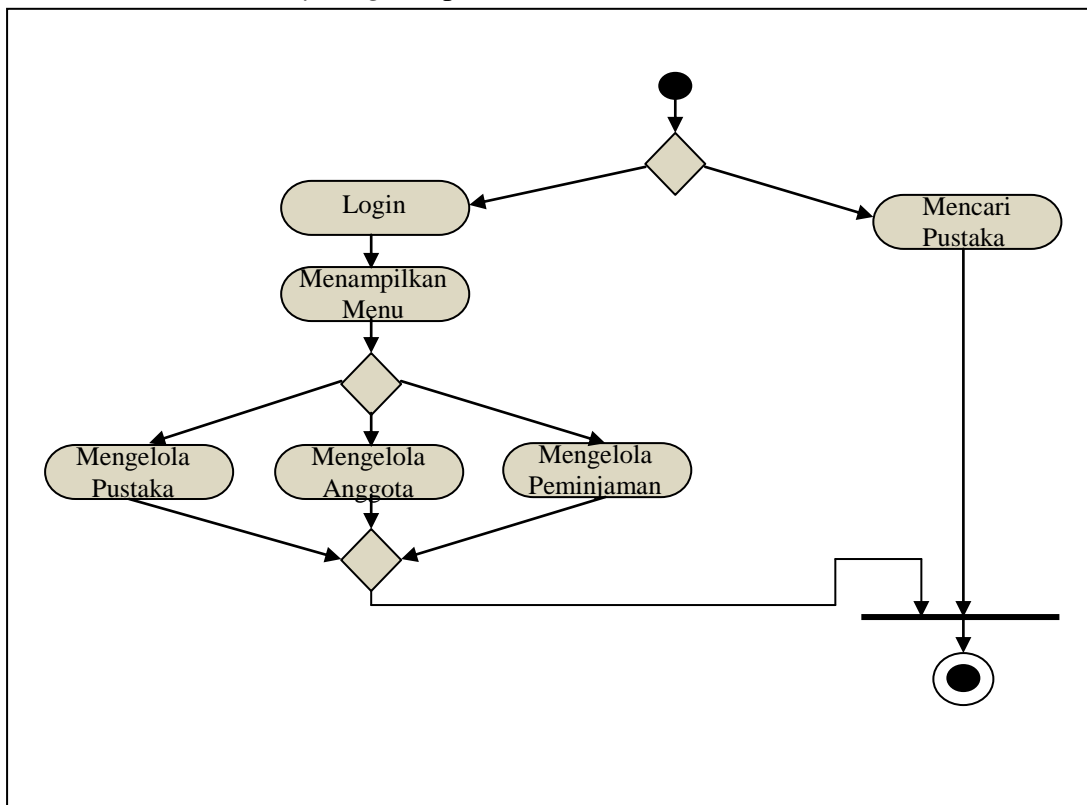 Login
Mencari
Pustaka
Menampilkan
Menu
Mengelola
Pustaka
Mengelola
Anggota
Mengelola
Peminjaman